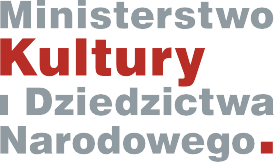 Ministerstwo
Kultury
i Dziedzictwa
Narodowego.